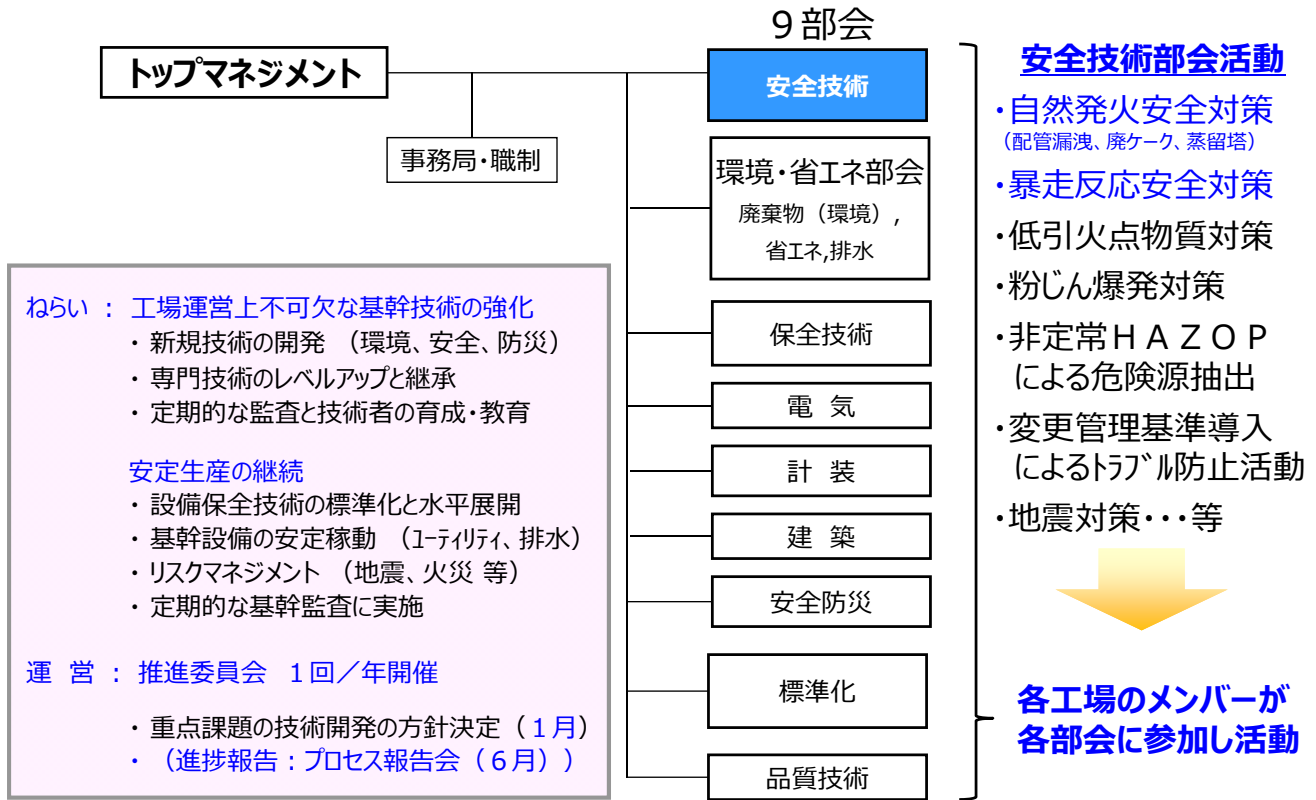 9部会
トップマネジメント
事務局・職制
安全技術
環境・省エネ部会
廃棄物（環境）,
省エネ,排水
保全技術
電 気
計 装
建 築
安全防災
標準化
品質技術
ねらい ： 工場運営上不可欠な基幹技術の強化
・ 新規技術の開発 （環境、安全、防災）
・ 専門技術のレベルアップと継承
・ 定期的な監査と技術者の育成・教育
安定生産の継続
・ 設備保全技術の標準化と水平展開
・ 基幹設備の安定稼動 （ﾕｰﾃｨﾘﾃｨ、排水）
・ リスクマネジメント （地震、火災 等）
・ 定期的な基幹監査に実施
運 営 ： 推進委員会 1回／年開催
・ 重点課題の技術開発の方針決定（1月）
・ （進捗報告：プロセス報告会（6月））
安全技術部会活動
・自然発火安全対策
（配管漏洩、廃ケーク、蒸留塔）
・暴走反応安全対策
・低引火点物質対策
・粉じん爆発対策
・非定常ＨＡＺＯＰ
による危険源抽出
・変更管理基準導入
によるﾄﾗﾌﾞﾙ防止活動
・地震対策・・・等
各工場のメンバーが
各部会に参加し活動